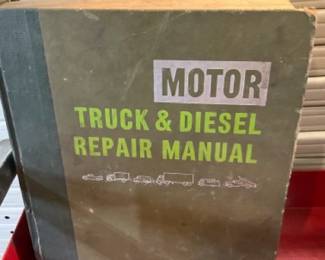 MOTOR
TRUCK & DIESEL
REPAIR MANUAL